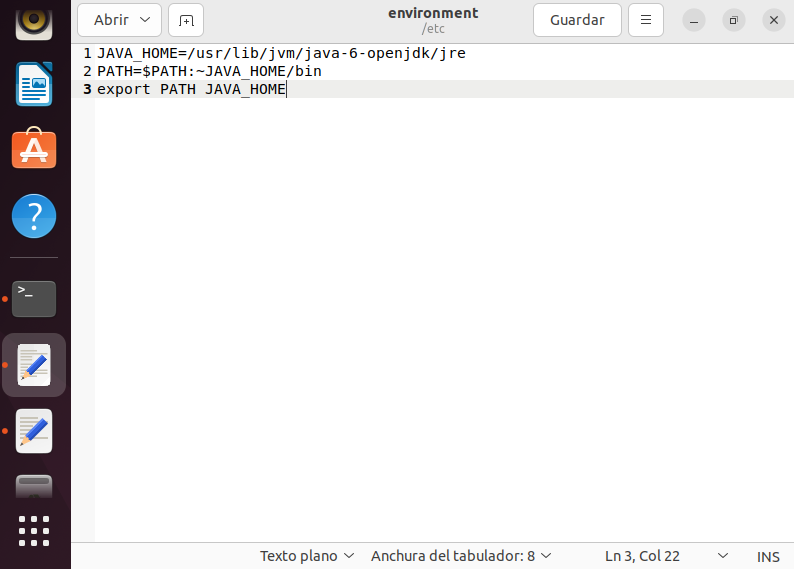 Abrir
environment
/etc
Guardar
1 JAVA_HOME=/usr/lib/jvm/java-6-openjdk/jre
2 PATH=$PATH:~JAVA_HOME/bin
3 export PATH JAVA_HOME
?
>_
Texto plano
Anchura del tabulador: 8
Ln 3, Col 22
INS